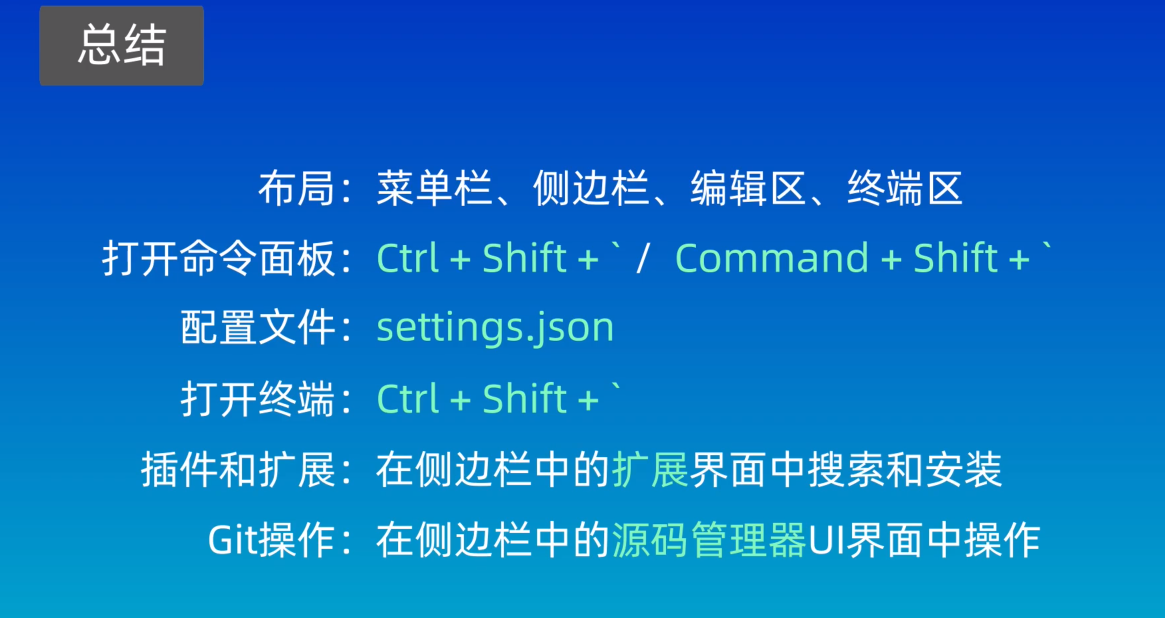 总结
布局：菜单栏、侧边栏、编辑区、终端区
打开命令面板：Ctrl + Shift + ` / Command + Shift + `
配置文件：settings.json
打开终端：Ctrl + Shift + `
插件和扩展：在侧边栏中的扩展界面中搜索和安装
Git操作：在侧边栏中的源码管理器UI界面中操作